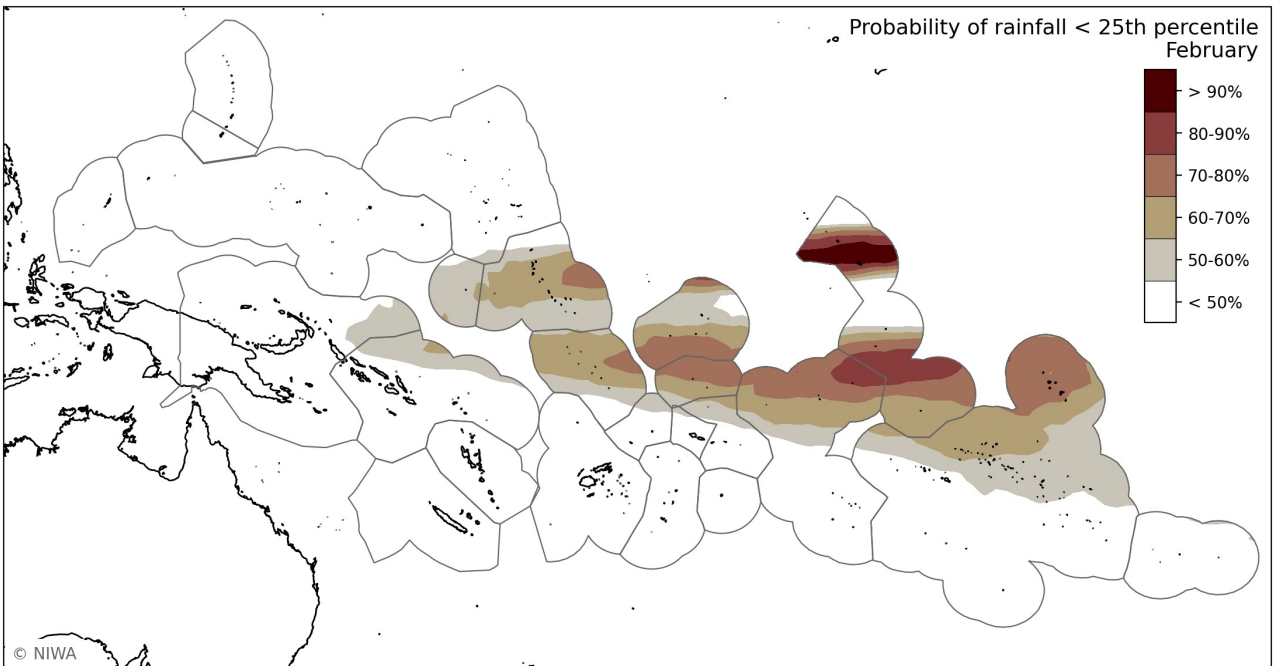 Probability of rainfall < 25th percentile
February
> 90%
80-90%
70-80%
60-70%
50-60%
< 50%
© NIWA